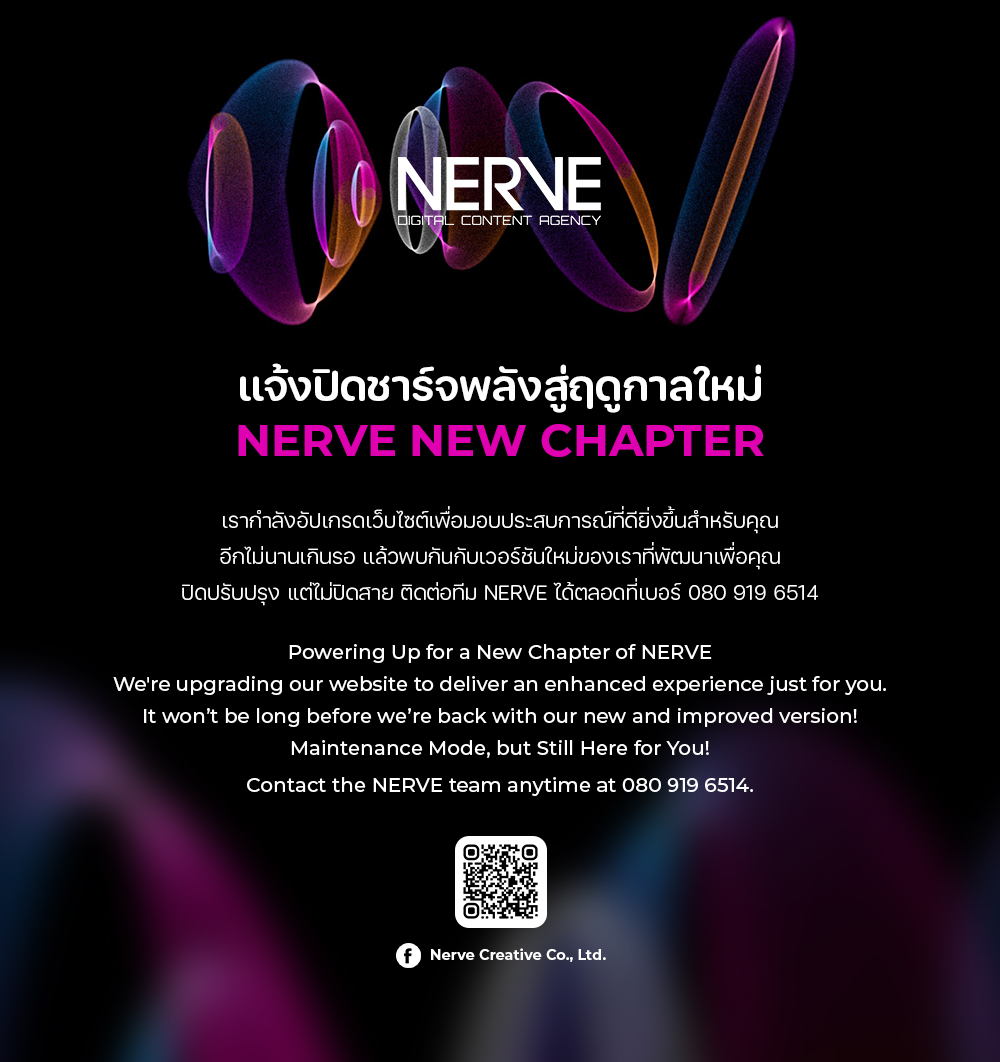 NERVE
DIGITAL CONTENT AGENCY
แจ้งปิดชาร์จพลังสู่ฤดูกาลใหม่
NERVE NEW CHAPTER
เรากำลังอัปเกรดเว็บไซต์เพื่อมอบประสบการณ์ที่ดียิ่งขึ้นสำหรับคุณ
อีกไม่นานเกินรอ แล้วพบกันกับเวอร์ชันใหม่ของเราที่พัฒนาเพื่อคุณ
ปิดปรับปรุง แต่ไม่ปิดสาย ติดต่อทีม NERVE ได้ตลอดที่เบอร์ 080 919 6514
Powering Up for a New Chapter of NERVE
We're upgrading our website to deliver an enhanced experience just for you.
It won’t be long before we’re back with our new and improved version!
Maintenance Mode, but Still Here for You!
Contact the NERVE team anytime at 080 919 6514.
Nerve Creative Co., Ltd.